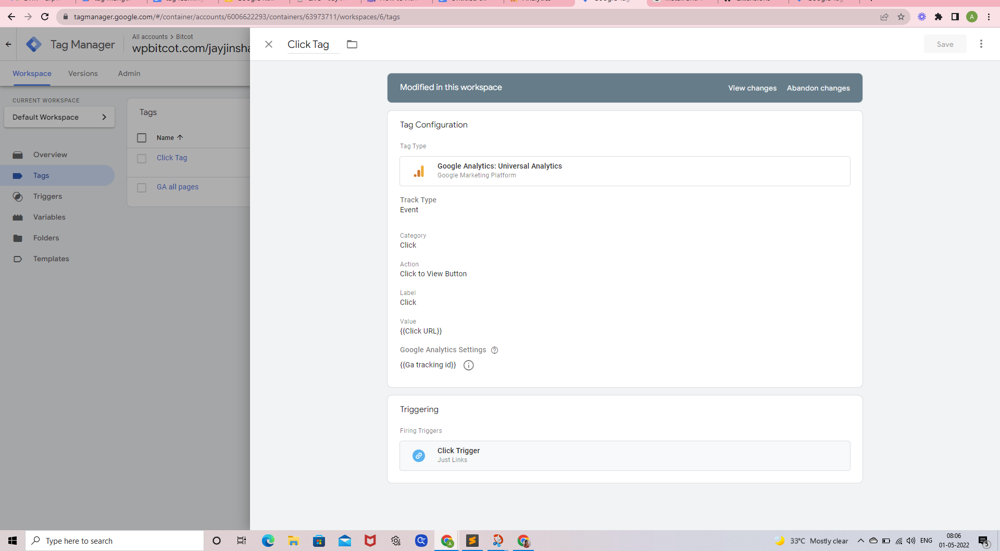 tagmanager.google.com/#/container/accounts/6006622293/containers/63973711/workspaces/6/tags
A
Tag Manager
All accounts > Bitcot
wpbitcot.com/jayjinsha
Click Tag
Save
Workspace
Versions
Admin
Modified in this workspace
View changes
Abandon changes
CURRENT WORKSPACE
Default Workspace
Tags
Name
Click Tag
GA all pages
Overview
Tags
Triggers
Variables
Folders
Templates
Tag Configuration
Tag Type
Google Analytics: Universal Analytics
Google Marketing Platform
Track Type
Event
Category
Click
Action
Click to View Button
Label
Click
Value
{{Click URL}}
Google Analytics Settings
{{Ga tracking id}}
Triggering
Firing Triggers
Click Trigger
Just Links
Type here to search
33°C Mostly clear
ENG
08:06
01-05-2022
5